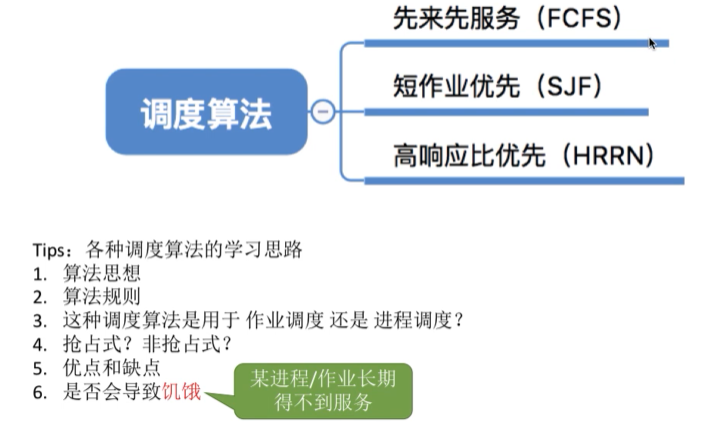 先来先服务（FCFS）
调度算法
短作业优先（SJF）
高响应比优先（HRRN）
Tips：各种调度算法的学习思路
1. 算法思想
2. 算法规则
3. 这种调度算法是用于 作业调度 还是 进程调度？
4. 抢占式？非抢占式？
5. 优点和缺点
6. 是否会导致饥饿
某进程/作业长期
得不到服务